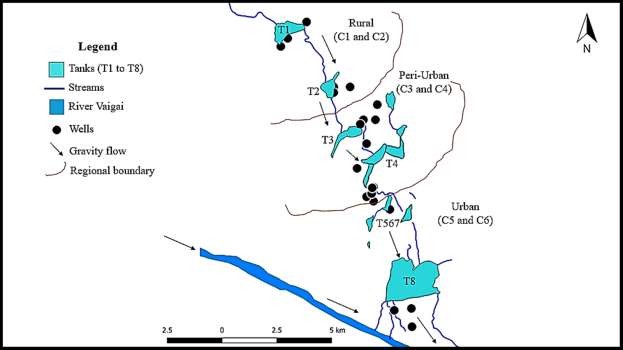 N
Rural
(C1 and C2)
T1
Legend
Tanks (T1 to T8)
Streams
River Vaigai
Wells
Gravity flow
Regional boundary
T2
Peri-Urban
(C3 and C4)
T3
T4
Urban
(C5 and C6)
T567
T8
2.5 0 2.5 5 km